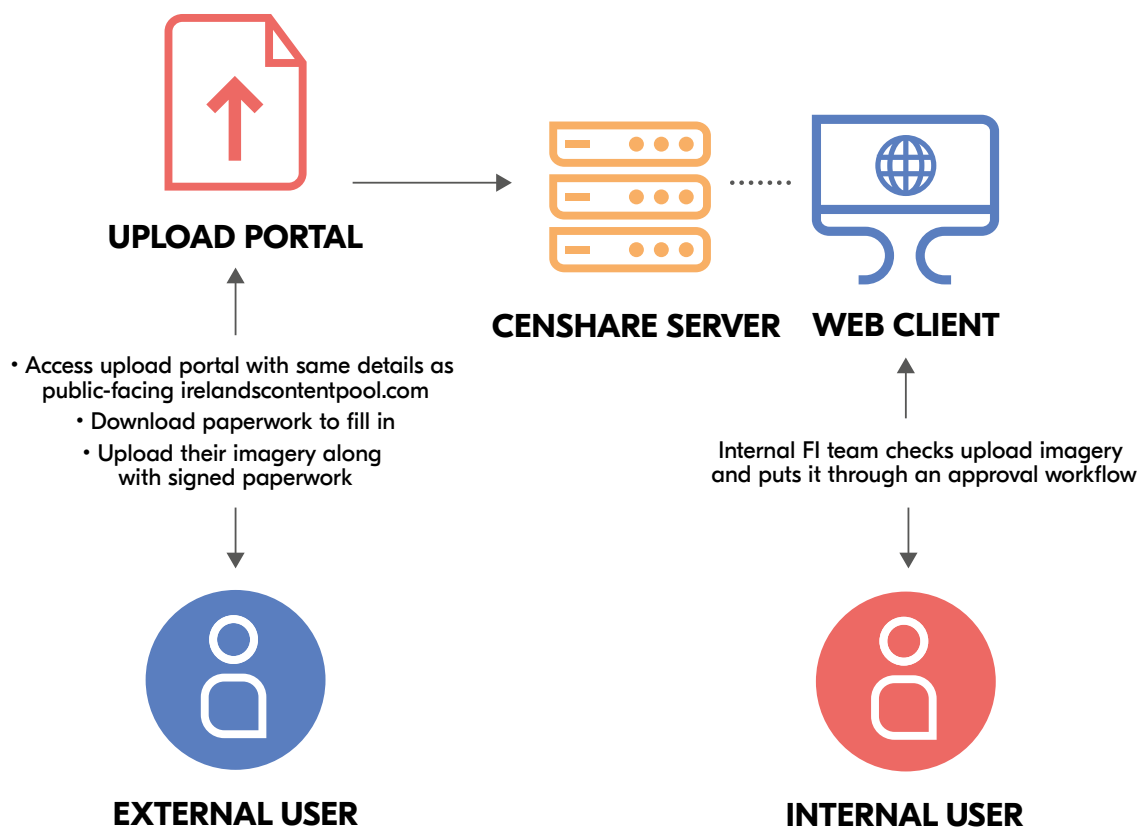 UPLOAD PORTAL
CENSHARE SERVER
WEB CLIENT
• Access upload portal with same details as
public-facing irelandscontentpool.com
• Download paperwork to fill in
• Upload their imagery along
with signed paperwork
Internal FI team checks upload imagery
and puts it through an approval workflow
EXTERNAL USER
INTERNAL USER